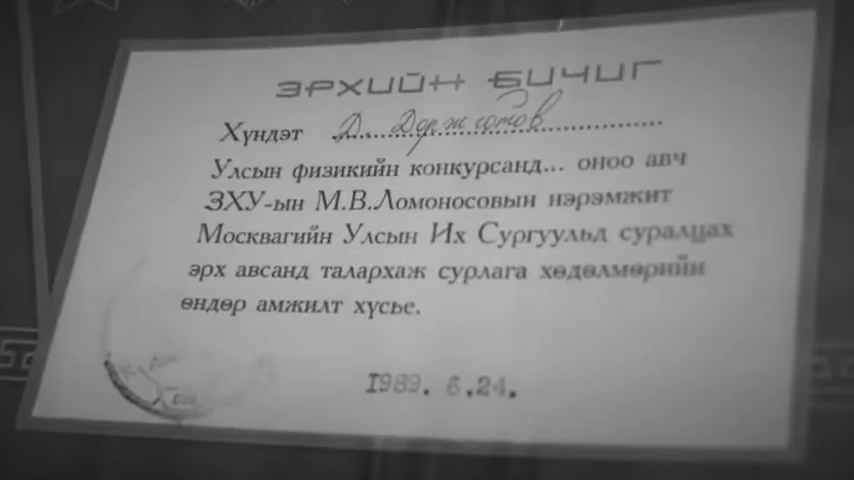 ЭРХИЙН БИЧИГ
Хүндэт Д. Доржготов
Улсын физикийн конкурсанд... оноо авч
ЗХУ-ын М.В.Ломоносовын нэрэмжит
Москвагийн Улсын Их Сургуульд суралцах
эрх авсанд талархаж сурлага хөдөлмөрийн
өндөр амжилт хүсье.
1989. 6.24.